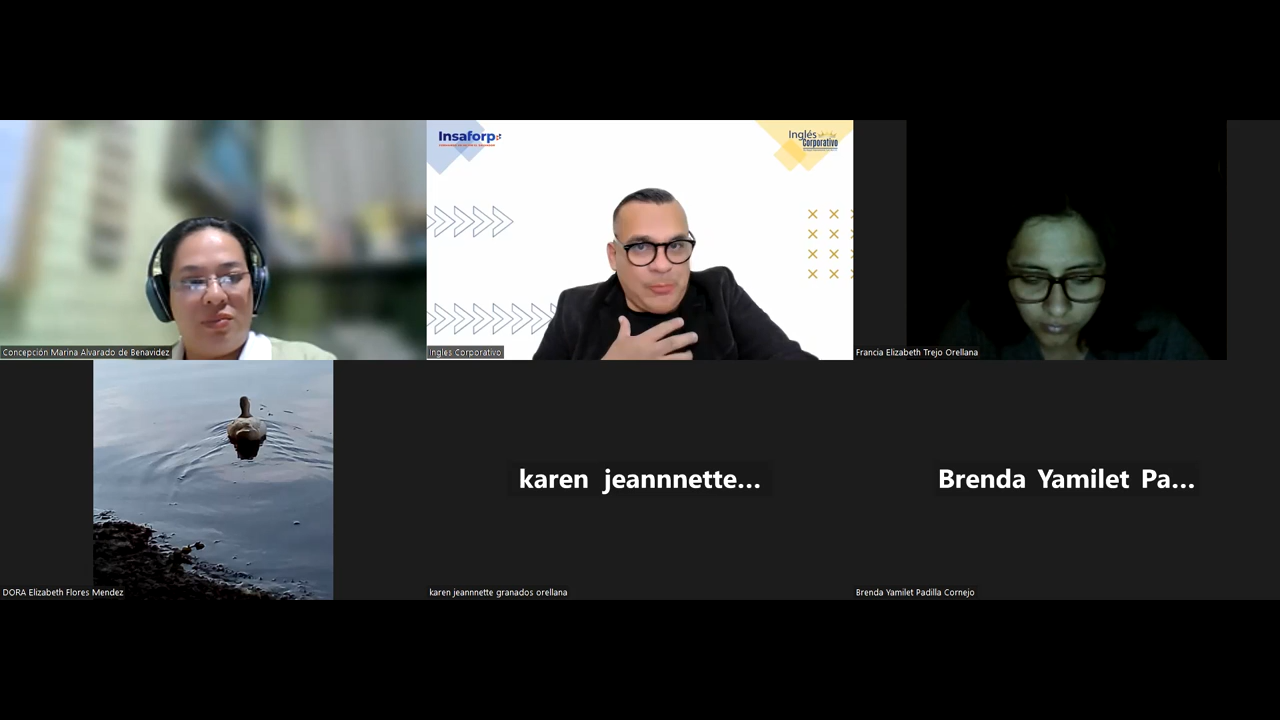 Insaforp
Inglés
Corporativo
Concepción Marina Alvarado de Benavidez
Ingles Corporativo
Francia Elizabeth Trejo Orellana
karen jeannnette...
Brenda Yamilet Pa...
DORA Elizabeth Flores Mendez
karen jeannnette granados orellana
Brenda Yamilet Padilla Cornejo